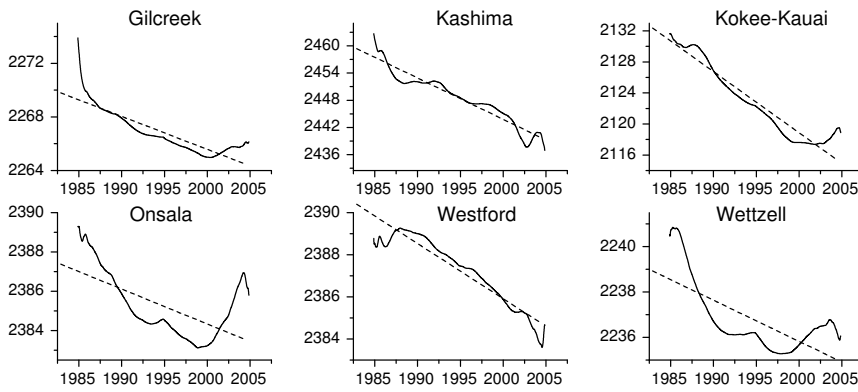 Gilcreek Kashima Kokee-Kauai
2272 2460 2132
2268 2454 2128
2264 2448 2124
2442 2120
2436 2116
1985 1990 1995 2000 2005 1985 1990 1995 2000 2005 1985 1990 1995 2000 2005
Onsala Westford Wettzell
2390 2390 2240
2388 2388 2238
2386 2386 2236
2384 2384
1985 1990 1995 2000 2005 1985 1990 1995 2000 2005 1985 1990 1995 2000 2005